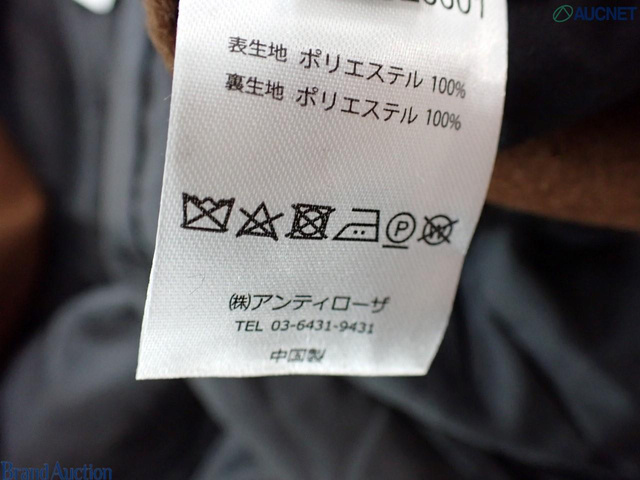 AUCNET
表生地 ポリエステル 100%
裏生地 ポリエステル 100%
P
W
㈱アンティローザ
TEL 03-6431-9431
中国製
Brand Auction